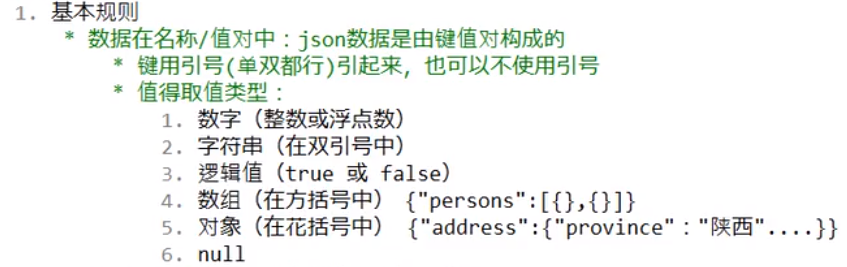 1. 基本规则
* 数据在名称/值对中：json数据是由键值对构成的
* 键用引号(单双都行)引起来，也可以不使用引号
* 值得取值类型：
1. 数字（整数或浮点数）
2. 字符串（在双引号中）
3. 逻辑值（true 或 false）
4. 数组（在方括号中） {"persons":[{},{}]}
5. 对象（在花括号中） {"address":{"province"："陕西"....}}
6. null